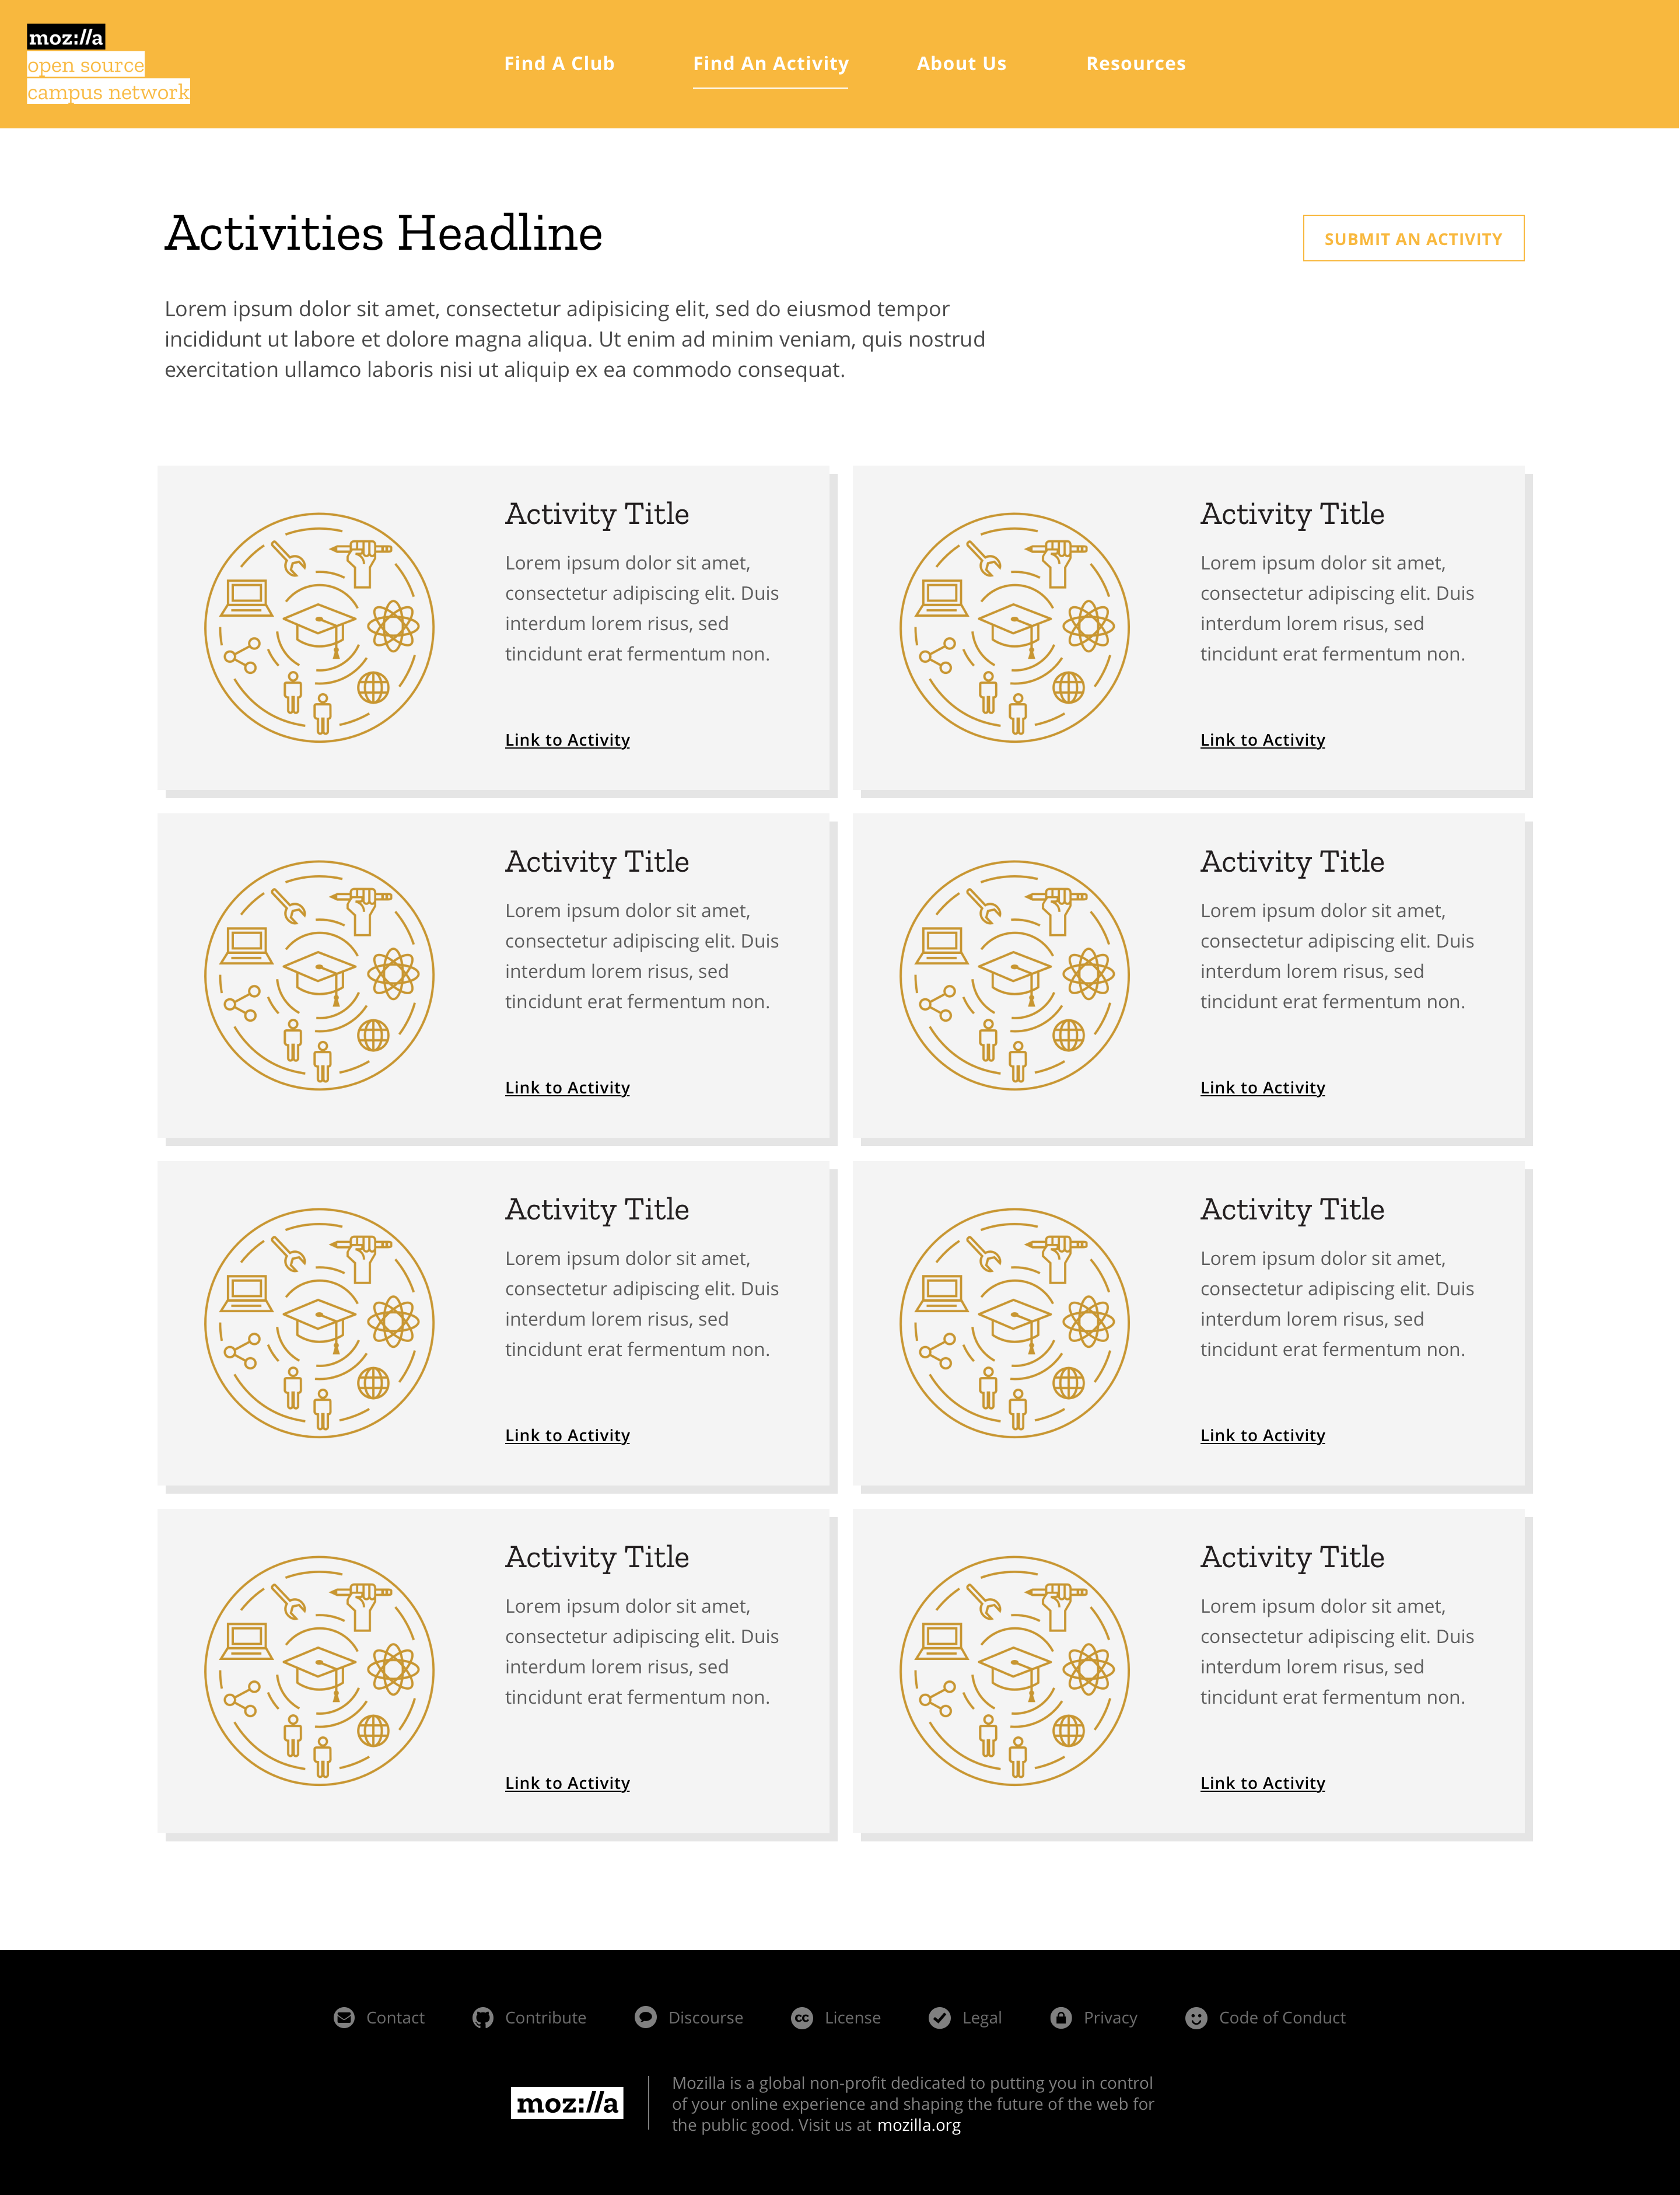 moz://a
open source
campus network
Find A Club
Find An Activity
About Us
Resources
Activities Headline
SUBMIT AN ACTIVITY
Lorem ipsum dolor sit amet, consectetur adipisicing elit, sed do eiusmod tempor
incididunt ut labore et dolore magna aliqua. Ut enim ad minim veniam, quis nostrud
exercitation ullamco laboris nisi ut aliquip ex ea commodo consequat.
Activity Title
Lorem ipsum dolor sit amet,
consectetur adipiscing elit. Duis
interdum lorem risus, sed
tincidunt erat fermentum non.
Link to Activity
Activity Title
Lorem ipsum dolor sit amet,
consectetur adipiscing elit. Duis
interdum lorem risus, sed
tincidunt erat fermentum non.
Link to Activity
Activity Title
Lorem ipsum dolor sit amet,
consectetur adipiscing elit. Duis
interdum lorem risus, sed
tincidunt erat fermentum non.
Link to Activity
Activity Title
Lorem ipsum dolor sit amet,
consectetur adipiscing elit. Duis
interdum lorem risus, sed
tincidunt erat fermentum non.
Link to Activity
Activity Title
Lorem ipsum dolor sit amet,
consectetur adipiscing elit. Duis
interdum lorem risus, sed
tincidunt erat fermentum non.
Link to Activity
Activity Title
Lorem ipsum dolor sit amet,
consectetur adipiscing elit. Duis
interdum lorem risus, sed
tincidunt erat fermentum non.
Link to Activity
Activity Title
Lorem ipsum dolor sit amet,
consectetur adipiscing elit. Duis
interdum lorem risus, sed
tincidunt erat fermentum non.
Link to Activity
Activity Title
Lorem ipsum dolor sit amet,
consectetur adipiscing elit. Duis
interdum lorem risus, sed
tincidunt erat fermentum non.
Link to Activity
Contact
Contribute
Discourse
cc License
Legal
Privacy
Code of Conduct
moz://a
Mozilla is a global non-profit dedicated to putting you in control
of your online experience and shaping the future of the web for
the public good. Visit us at mozilla.org